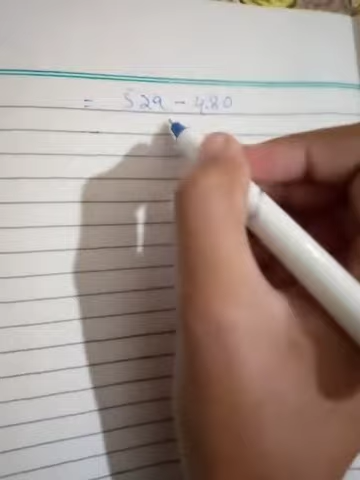 = 529 - 480